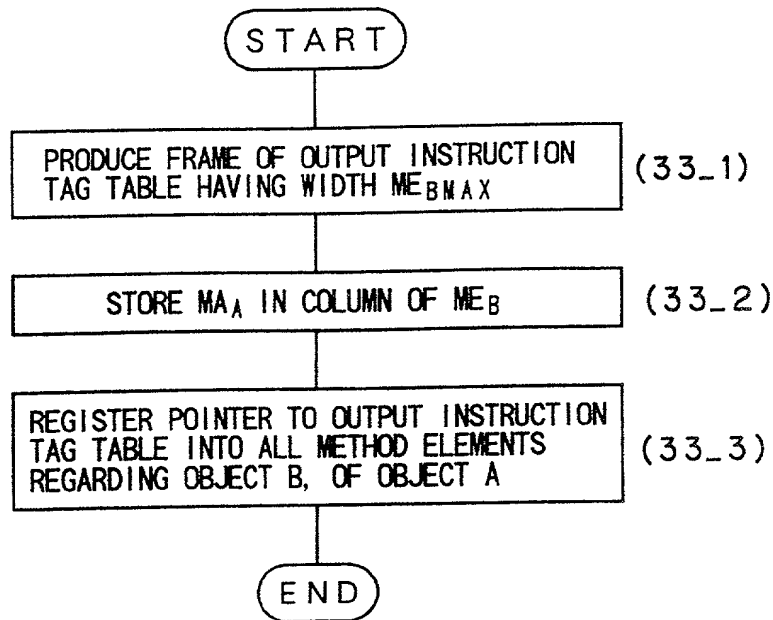 START
PRODUCE FRAME OF OUTPUT INSTRUCTION
TAG TABLE HAVING WIDTH MEBMAX
(33_1)
STORE MAA IN COLUMN OF MEB
(33_2)
REGISTER POINTER TO OUTPUT INSTRUCTION
TAG TABLE INTO ALL METHOD ELEMENTS
REGARDING OBJECT B, OF OBJECT A
(33_3)
END